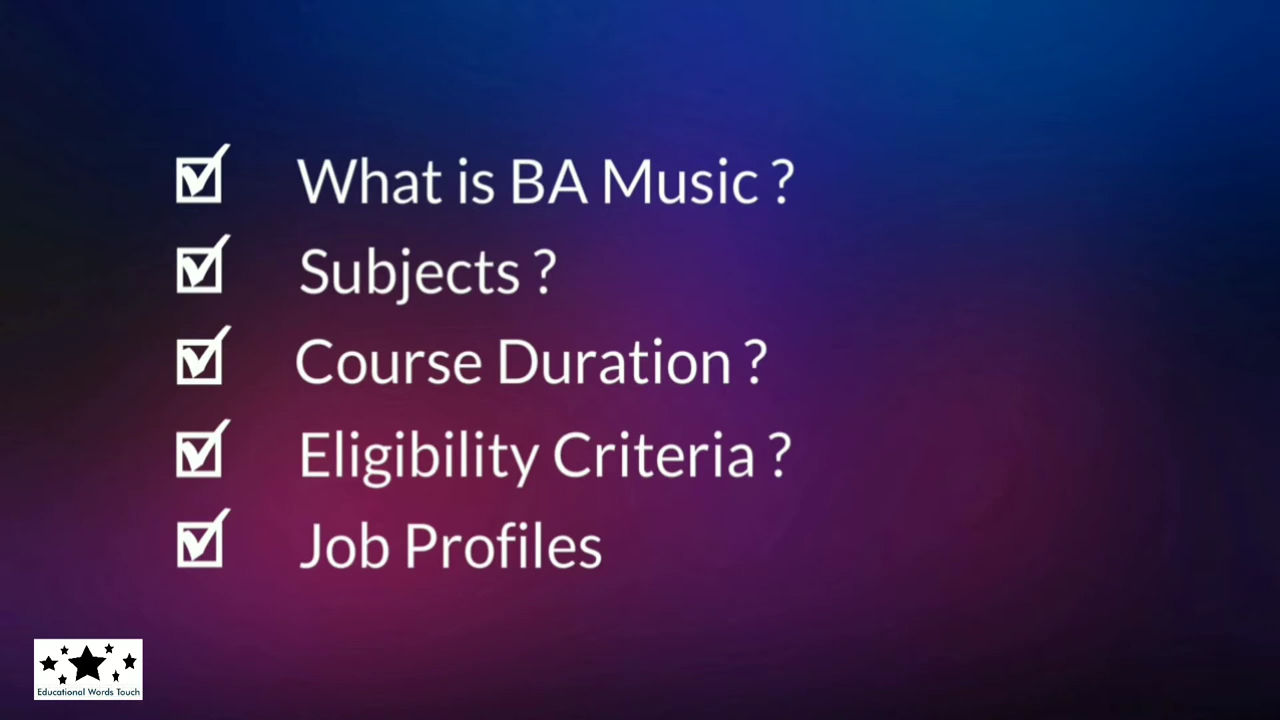 What is BA Music ?
Subjects ?
Course Duration ?
Eligibility Criteria ?
Job Profiles
Educational Words Touch